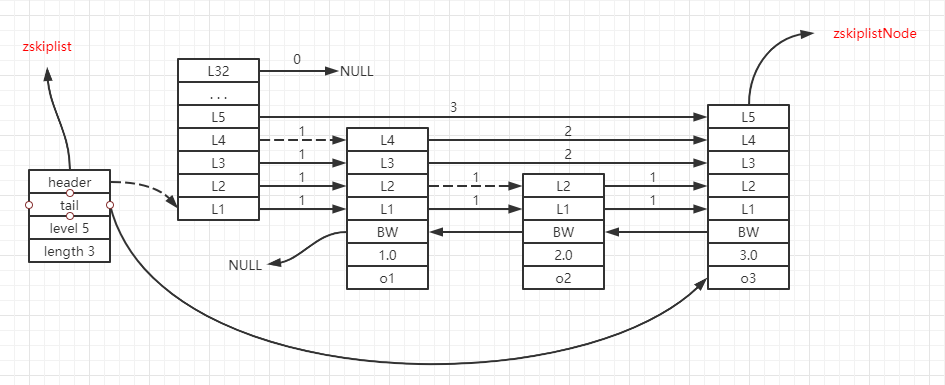 zskiplist
zskiplistNode
header
tail
level 5
length 3
L32
...
L5
L4
L3
L2
L1
0
NULL
3
1
1
1
1
L4
L3
L2
L1
BW
1.0
o1
NULL
2
2
1
1
L2
L1
BW
2.0
o2
1
1
L5
L4
L3
L2
L1
BW
3.0
o3